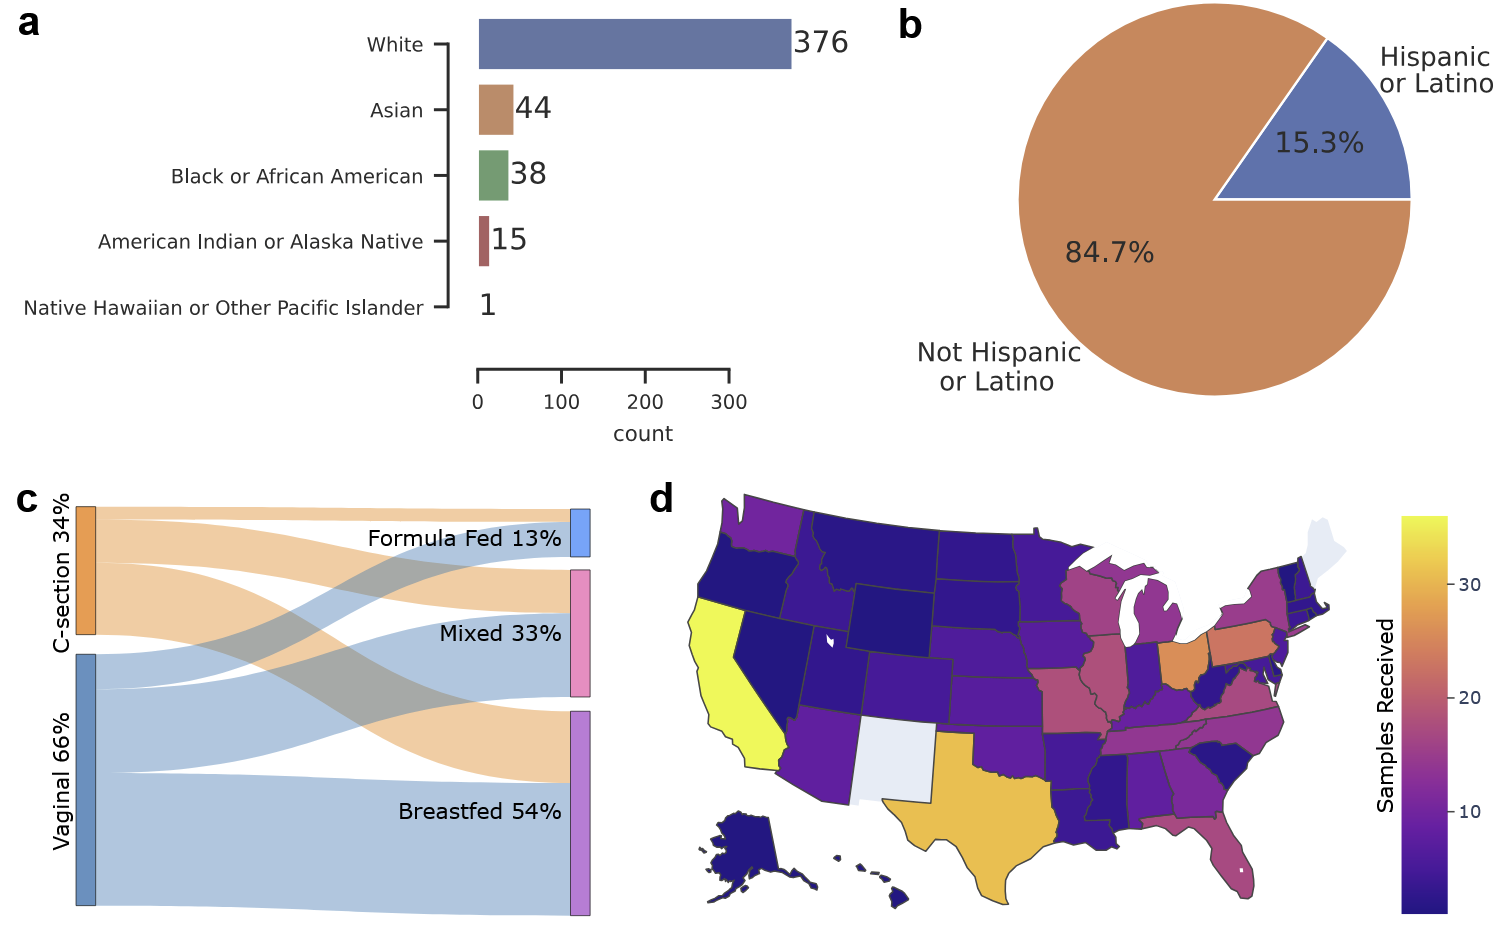 a
White
376
Asian
44
Black or African American
38
American Indian or Alaska Native
15
Native Hawaiian or Other Pacific Islander
1
0
100
200
300
count
b
Hispanic
or Latino
15.3%
84.7%
Not Hispanic
or Latino
c
C-section 34%
Vaginal 66%
Formula Fed 13%
Mixed 33%
Breastfed 54%
d
Samples Received
30
20
10